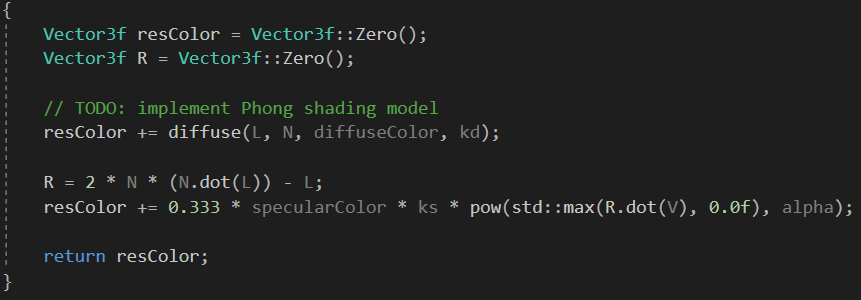 {
Vector3f resColor = Vector3f::Zero();
Vector3f R = Vector3f::Zero();
// TODO: implement Phong shading model
resColor += diffuse(L, N, diffuseColor, kd);
R = 2 * N * (N.dot(L)) - L;
resColor += 0.333 * specularColor * ks * pow(std::max(R.dot(V), 0.0f), alpha);
return resColor;
}